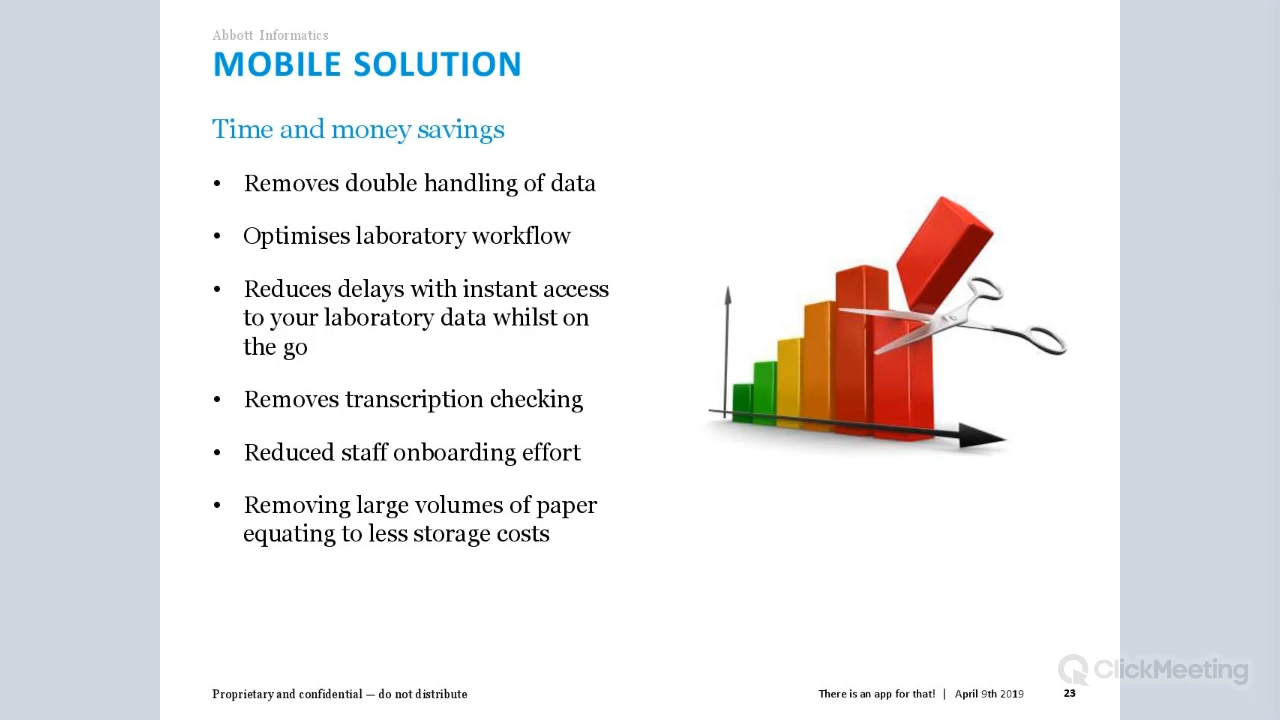 Abbott Informatics
MOBILE SOLUTION
Time and money savings
• Removes double handling of data
• Optimises laboratory workflow
• Reduces delays with instant access
to your laboratory data whilst on
the go
• Removes transcription checking
• Reduced staff onboarding effort
• Removing large volumes of paper
equating to less storage costs
ClickMeeting
Proprietary and confidential — do not distribute
There is an app for that! | April 9th 2019 23